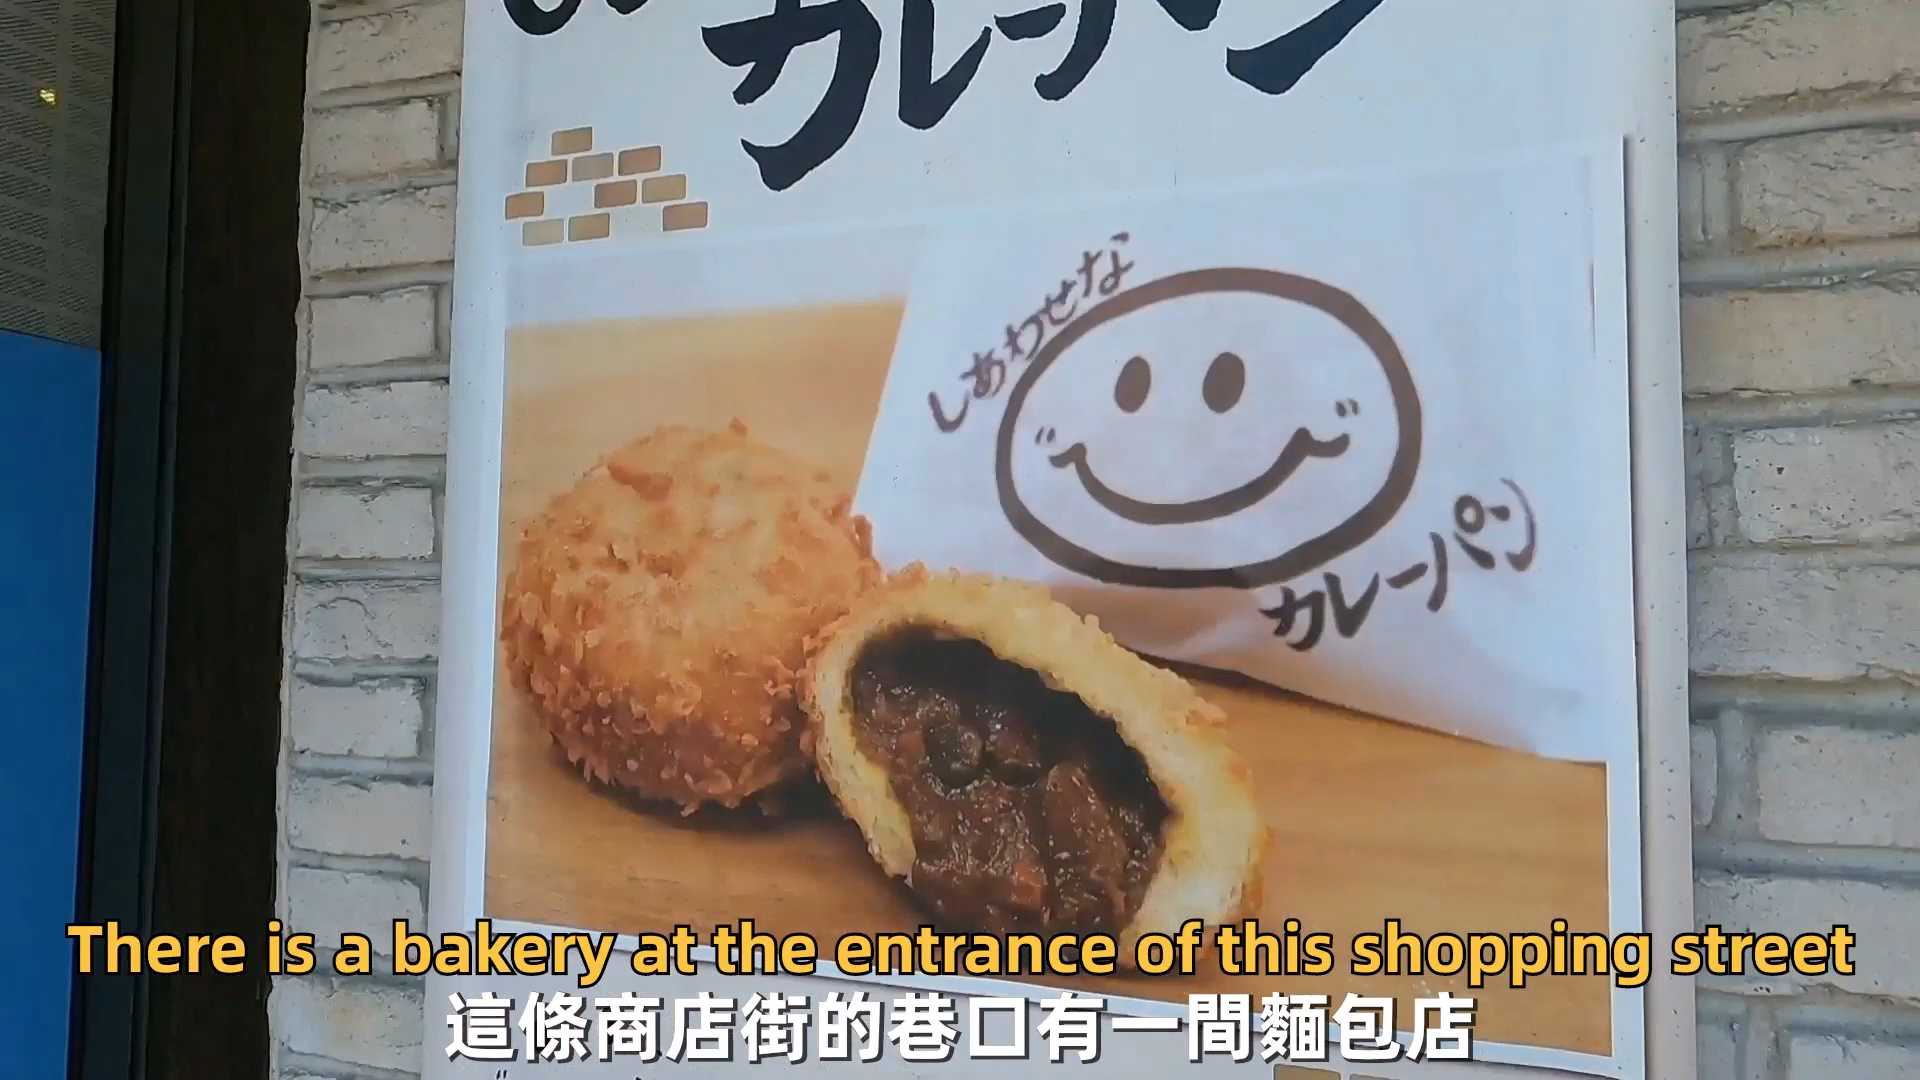 カレーパン
しあわせな
カレーパン
There is a bakery at the entrance of this shopping street
這條商店街的巷口有一間麵包店